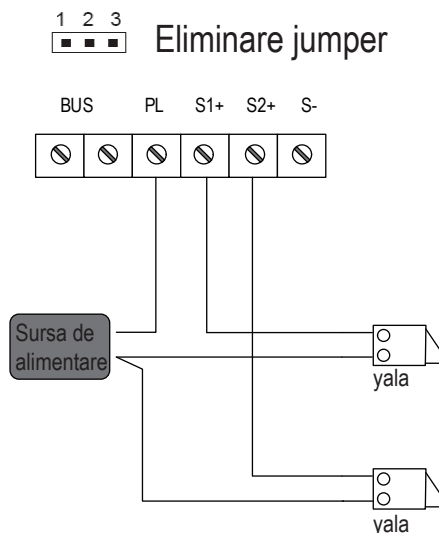 1 2 3
Eliminare jumper
BUS PL S1+ S2+ S-
Sursa de
alimentare
yala
yala